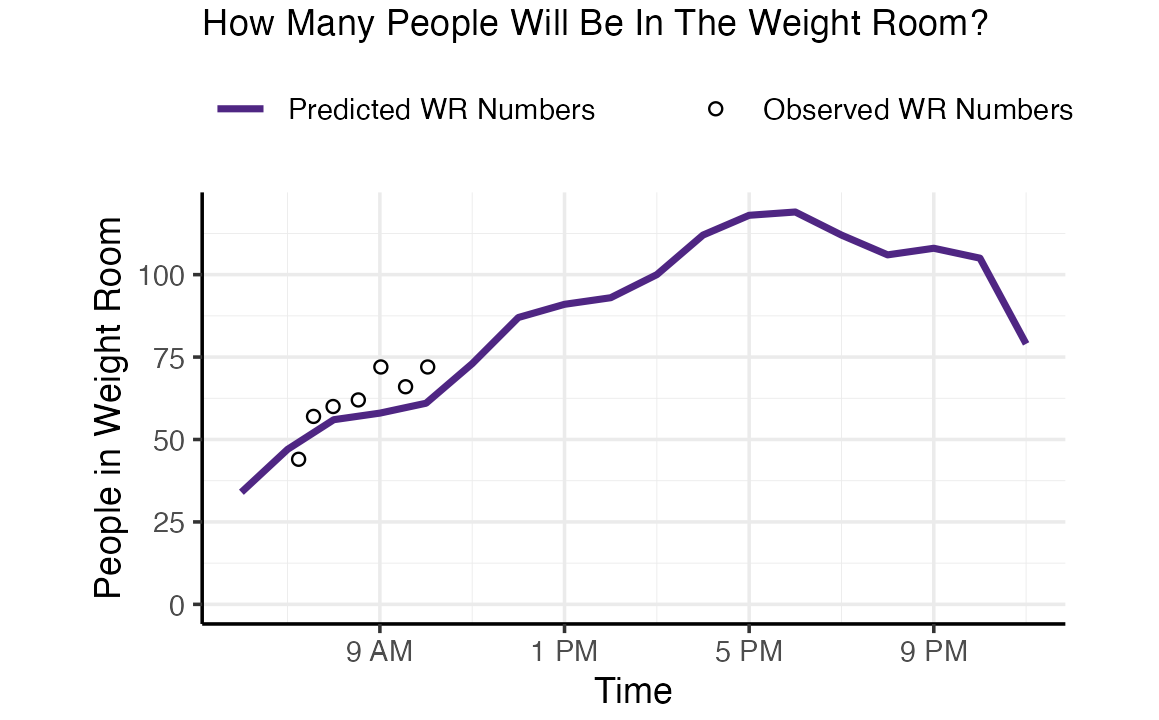 How Many People Will Be In The Weight Room?
Predicted WR Numbers
Observed WR Numbers
People in Weight Room
100
75
50
25
0
9 AM 1 PM 5 PM 9 PM
Time